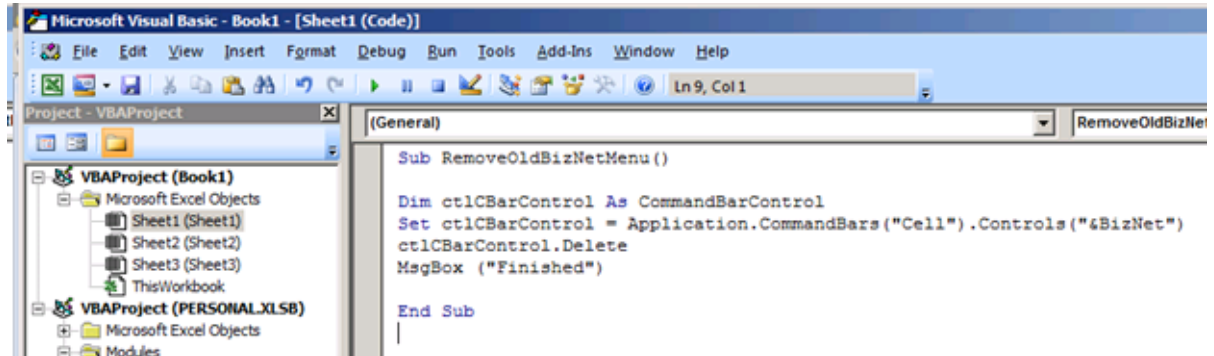 Microsoft Visual Basic - Book1 - [Sheet1 (Code)]
File Edit View Insert Format Debug Run Tools Add-Ins Window Help
Ln 9, Col 1
Project - VBAProject
(General)
RemoveOldBizNet
VBAProject (Book1)
Microsoft Excel Objects
Sheet1 (Sheet1)
Sheet2 (Sheet2)
Sheet3 (Sheet3)
ThisWorkbook
VBAProject (PERSONAL.XLSB)
Microsoft Excel Objects
Modules
Sub RemoveOldBizNetMenu()
Dim ctlCBarControl As CommandBarControl
Set ctlCBarControl = Application.CommandBars("Cell").Controls("&BizNet")
ctlCBarControl.Delete
MsgBox ("Finished")
End Sub